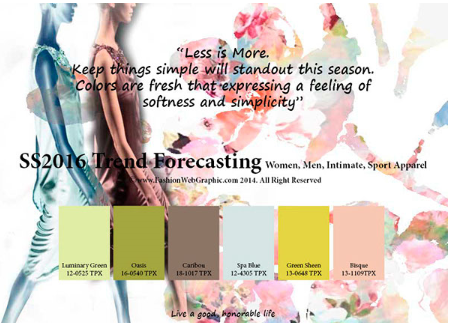 “Less is More.
Keep things simple will standout this season.
Colors are fresh that expressing a feeling of
softness and simplicity”
SS2016 Trend Forecasting Women, Men, Intimate, Sport Apparel
www.FashionWebGraphic.com 2014. All Right Reserved
Luminary Green
12-0525 TPX
Oasis
16-0540 TPX
Caribou
18-1017 TPX
Spa Blue
12-4305 TPX
Green Sheen
13-0648 TPX
Bisque
13-1109TPX
Live a good, honorable life